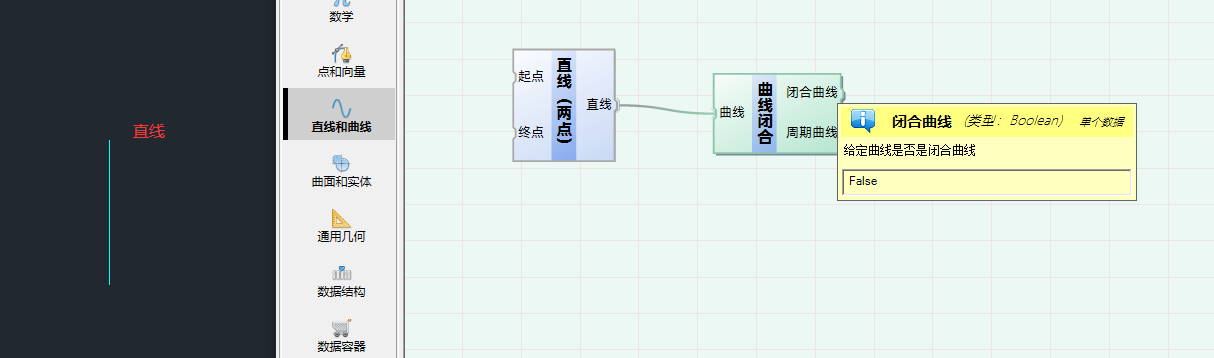 直线
数学
点和向量
直线和曲线
曲面和实体
通用几何
数据结构
数据容器
起点
终点
直线（两点）
直线
曲线
曲线闭合
闭合曲线
周期曲线
闭合曲线 (类型：Boolean) 单个数据
给定曲线是否是闭合曲线
False